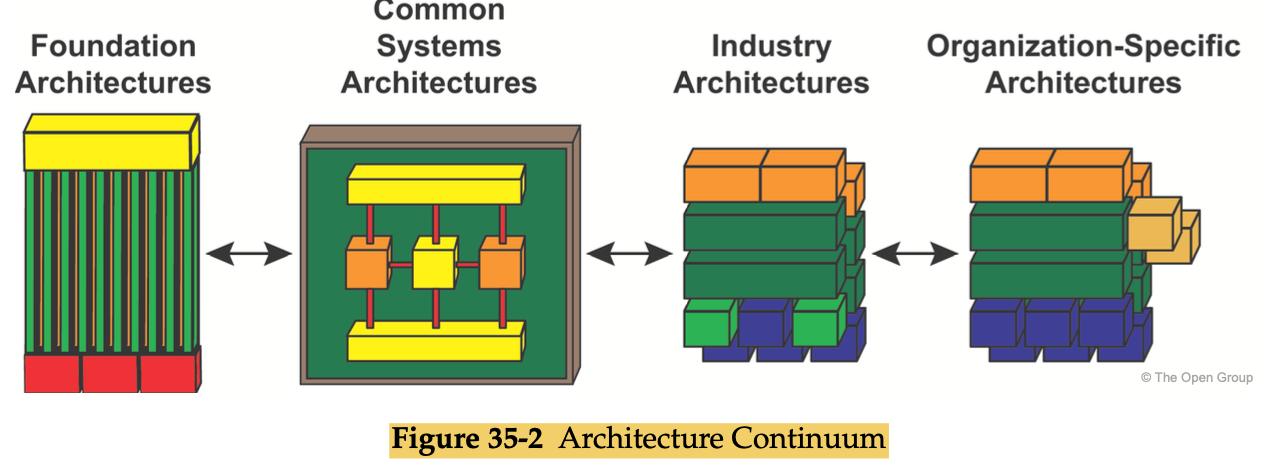 Foundation
Architectures
Common
Systems
Architectures
Industry
Architectures
Organization-Specific
Architectures
© The Open Group
Figure 35-2 Architecture Continuum